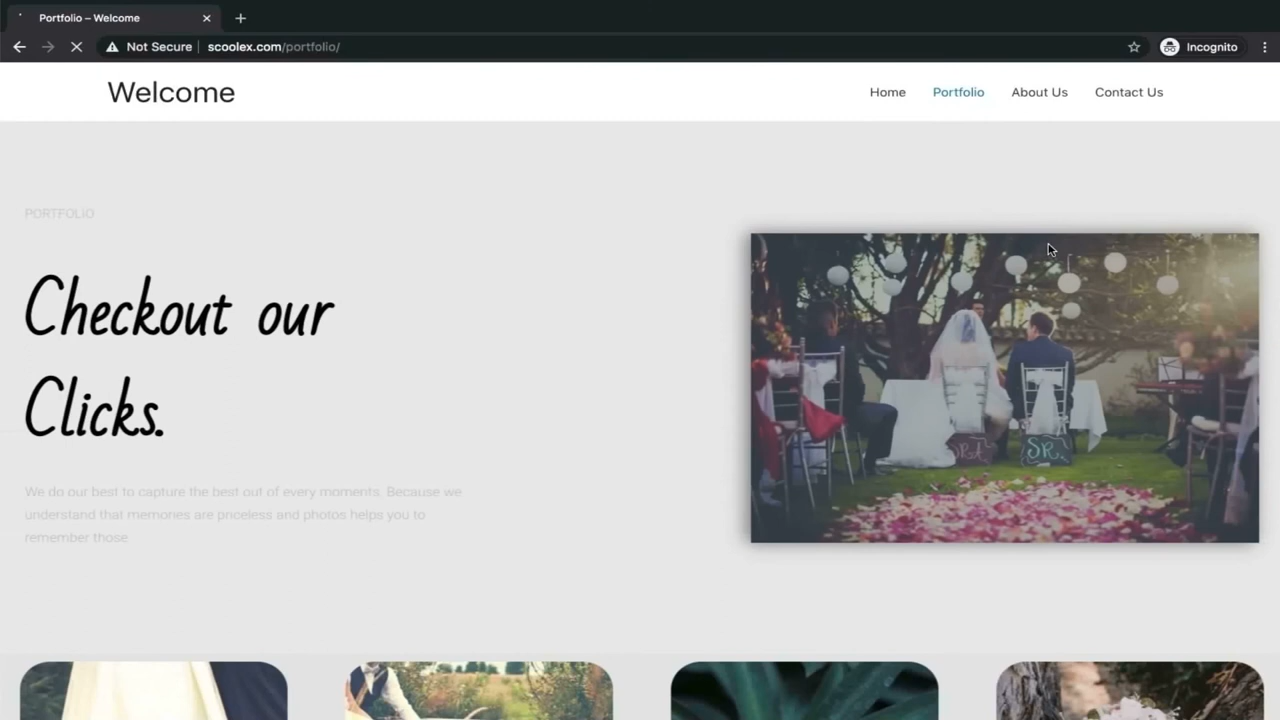 Portfolio – Welcome
Not Secure
scoolex.com/portfolio/
Incognito
Welcome
Home
Portfolio
About Us
Contact Us
PORTFOLIO
Checkout our
Clicks.
We do our best to capture the best out of every moments. Because we
understand that memories are priceless and photos helps you to
remember those
SRA
SR.